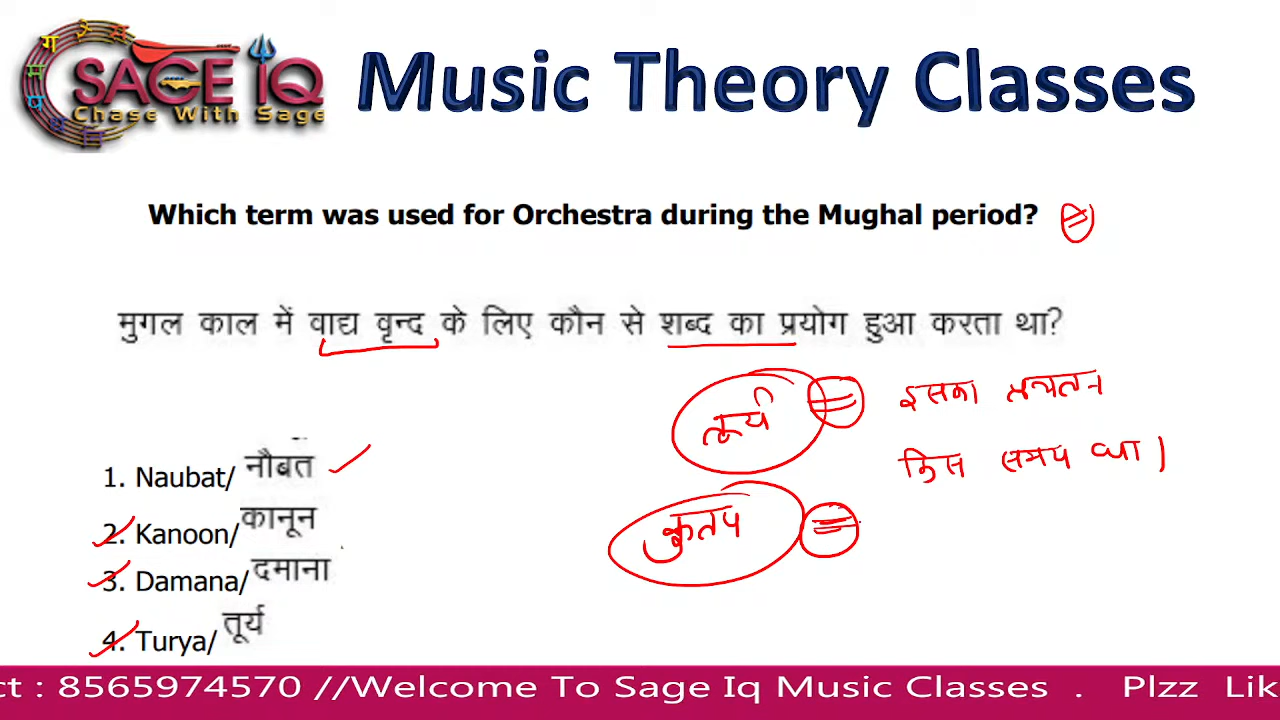 SAGE IQ
Chase With Sage
Music Theory Classes
Which term was used for Orchestra during the Mughal period?
मुगल काल में वाद्य वृन्द के लिए कौन से शब्द का प्रयोग हुआ करता था?
तूर्य = इसका
किस समय था।
कुतप =
1. Naubat/ नौबत
2. Kanoon/ कानून
3. Damana/ दमाना
4. Turya/ तूर्य
ct : 8565974570 //Welcome To Sage Iq Music Classes . Plzz Lik